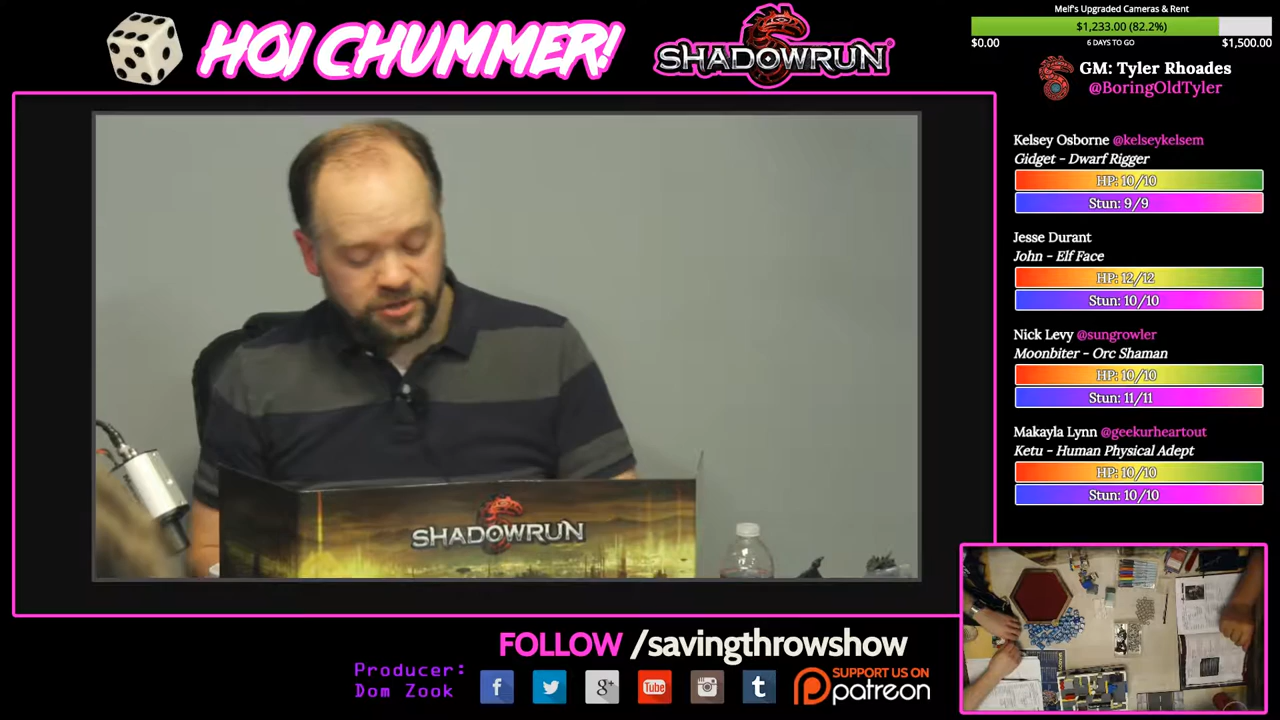 HOI CHUMMER!
SHADOWRUN
Melf's Upgraded Cameras & Rent
$1,233.00 (82.2%)
$0.00
6 DAYS TO GO
$1,500.00
GM: Tyler Rhoades
@BoringOldTyler
Kelsey Osborne @kelseykelsem
Gidget - Dwarf Rigger
HP: 10/10
Stun: 9/9
Jesse Durant
John - Elf Face
HP: 12/12
Stun: 10/10
Nick Levy @sungrowler
Moonbiter - Orc Shaman
HP: 10/10
Stun: 11/11
Makayla Lynn @geekurheartout
Ketu - Human Physical Adept
HP: 10/10
Stun: 10/10
SHADOWRUN
FOLLOW /savingthrowshow
Producer:
Dom Zook
f
g+
You Tube
t
SUPPORT US ON
patreon